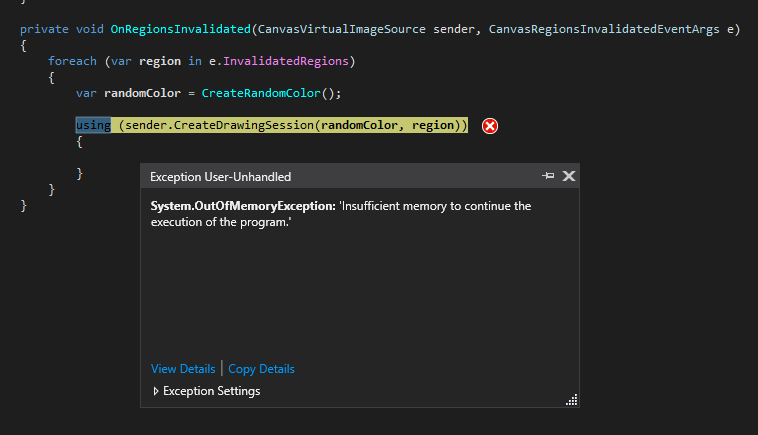 }
private void OnRegionsInvalidated(CanvasVirtualImageSource sender, CanvasRegionsInvalidatedEventArgs e)
{
foreach (var region in e.InvalidatedRegions)
{
var randomColor = CreateRandomColor();
using (sender.CreateDrawingSession(randomColor, region))
{
}
}
}
Exception User-Unhandled
System.OutOfMemoryException: 'Insufficient memory to continue the
execution of the program.'
View Details | Copy Details
Exception Settings